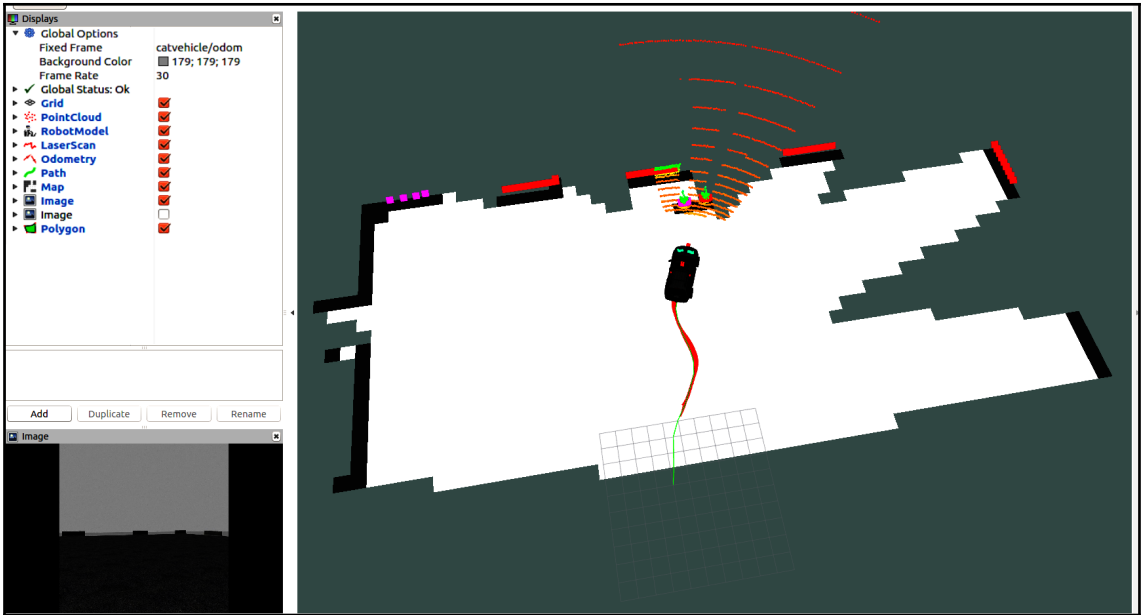 Displays
Global Options
Fixed Frame catvehicle/odom
Background Color 179; 179; 179
Frame Rate 30
Global Status: Ok
Grid
PointCloud
RobotModel
LaserScan
Odometry
Path
Map
Image
Image
Polygon
Add Duplicate Remove Rename
Image